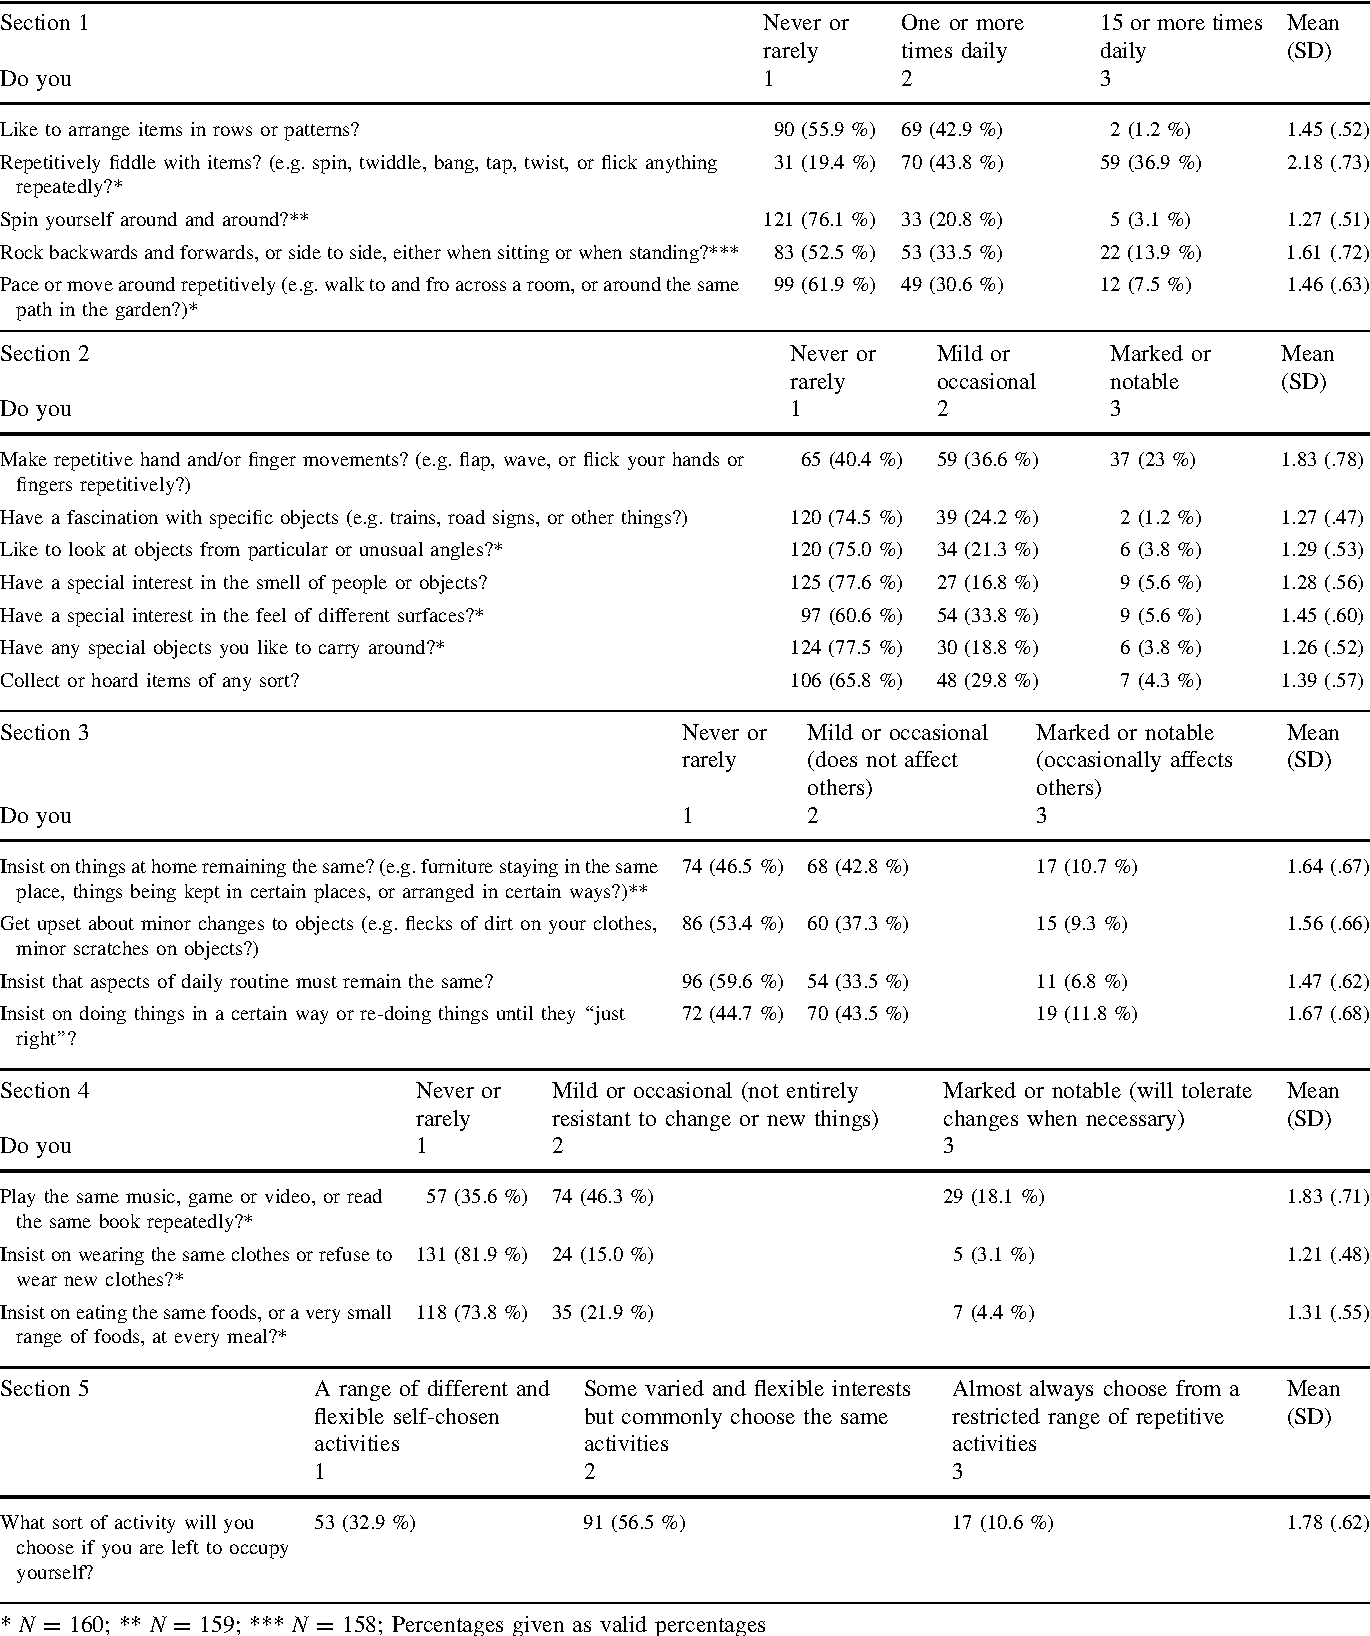 Section 1 Never or One or more 15 or more times Mean
rarely times daily daily (SD)
Do you 1 2 3
Like to arrange items in rows or patterns? 90 (55.9 %) 69 (42.9 %) 2 (1.2 %) 1.45 (.52)
Repetitively fiddle with items? (e.g. spin, twiddle, bang, tap, twist, or flick anything 31 (19.4 %) 70 (43.8 %) 59 (36.9 %) 2.18 (.73)
repeatedly?*
Spin yourself around and around?** 121 (76.1 %) 33 (20.8 %) 5 (3.1 %) 1.27 (.51)
Rock backwards and forwards, or side to side, either when sitting or when standing?*** 83 (52.5 %) 53 (33.5 %) 22 (13.9 %) 1.61 (.72)
Pace or move around repetitively (e.g. walk to and fro across a room, or around the same 99 (61.9 %) 49 (30.6 %) 12 (7.5 %) 1.46 (.63)
path in the garden?)*
Section 2 Never or Mild or Marked or Mean
rarely occasional notable (SD)
Do you 1 2 3
Make repetitive hand and/or finger movements? (e.g. flap, wave, or flick your hands or 65 (40.4 %) 59 (36.6 %) 37 (23 %) 1.83 (.78)
fingers repetitively?)
Have a fascination with specific objects (e.g. trains, road signs, or other things?) 120 (74.5 %) 39 (24.2 %) 2 (1.2 %) 1.27 (.47)
Like to look at objects from particular or unusual angles?* 120 (75.0 %) 34 (21.3 %) 6 (3.8 %) 1.29 (.53)
Have a special interest in the smell of people or objects? 125 (77.6 %) 27 (16.8 %) 9 (5.6 %) 1.28 (.56)
Have a special interest in the feel of different surfaces?* 97 (60.6 %) 54 (33.8 %) 9 (5.6 %) 1.45 (.60)
Have any special objects you like to carry around?* 124 (77.5 %) 30 (18.8 %) 6 (3.8 %) 1.26 (.52)
Collect or hoard items of any sort? 106 (65.8 %) 48 (29.8 %) 7 (4.3 %) 1.39 (.57)
Section 3 Never or Mild or occasional Marked or notable Mean
rarely (does not affect (occasionally affects (SD)
others) others)
Do you 1 2 3
Insist on things at home remaining the same? (e.g. furniture staying in the same 74 (46.5 %) 68 (42.8 %) 17 (10.7 %) 1.64 (.67)
place, things being kept in certain places, or arranged in certain ways?)**
Get upset about minor changes to objects (e.g. flecks of dirt on your clothes, 86 (53.4 %) 60 (37.3 %) 15 (9.3 %) 1.56 (.66)
minor scratches on objects?)
Insist that aspects of daily routine must remain the same? 96 (59.6 %) 54 (33.5 %) 11 (6.8 %) 1.47 (.62)
Insist on doing things in a certain way or re-doing things until they “just 72 (44.7 %) 70 (43.5 %) 19 (11.8 %) 1.67 (.68)
right”?
Section 4 Never or Mild or occasional (not entirely Marked or notable (will tolerate Mean
rarely resistant to change or new things) changes when necessary) (SD)
Do you 1 2 3
Play the same music, game or video, or read 57 (35.6 %) 74 (46.3 %) 29 (18.1 %) 1.83 (.71)
the same book repeatedly?*
Insist on wearing the same clothes or refuse to 131 (81.9 %) 24 (15.0 %) 5 (3.1 %) 1.21 (.48)
wear new clothes?*
Insist on eating the same foods, or a very small 118 (73.8 %) 35 (21.9 %) 7 (4.4 %) 1.31 (.55)
range of foods, at every meal?*
Section 5 A range of different and Some varied and flexible interests Almost always choose from a Mean
flexible self-chosen but commonly choose the same restricted range of repetitive (SD)
activities activities activities
1 2 3
What sort of activity will you 53 (32.9 %) 91 (56.5 %) 17 (10.6 %) 1.78 (.62)
choose if you are left to occupy
yourself?
* N = 160; ** N = 159; *** N = 158; Percentages given as valid percentages